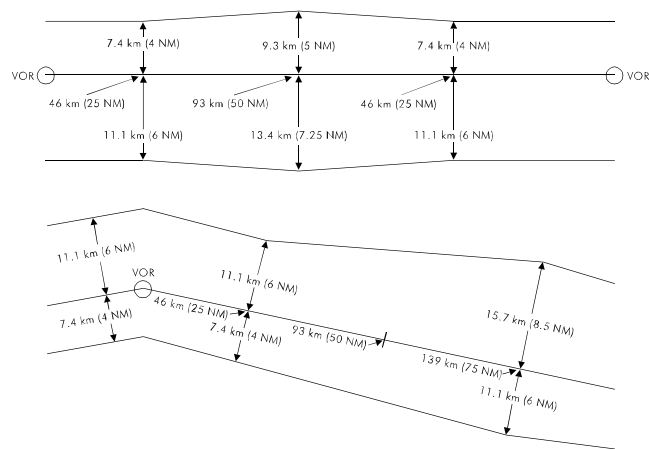 7.4 km (4 NM)
9.3 km (5 NM)
7.4 km (4 NM)
VOR
VOR
46 km (25 NM)
93 km (50 NM)
46 km (25 NM)
11.1 km (6 NM)
13.4 km (7.25 NM)
11.1 km (6 NM)
11.1 km (6 NM)
VOR
11.1 km (6 NM)
7.4 km (4 NM)
46 km (25 NM)
7.4 km (4 NM)
93 km (50 NM)
15.7 km (8.5 NM)
139 km (75 NM)
11.1 km (6 NM)